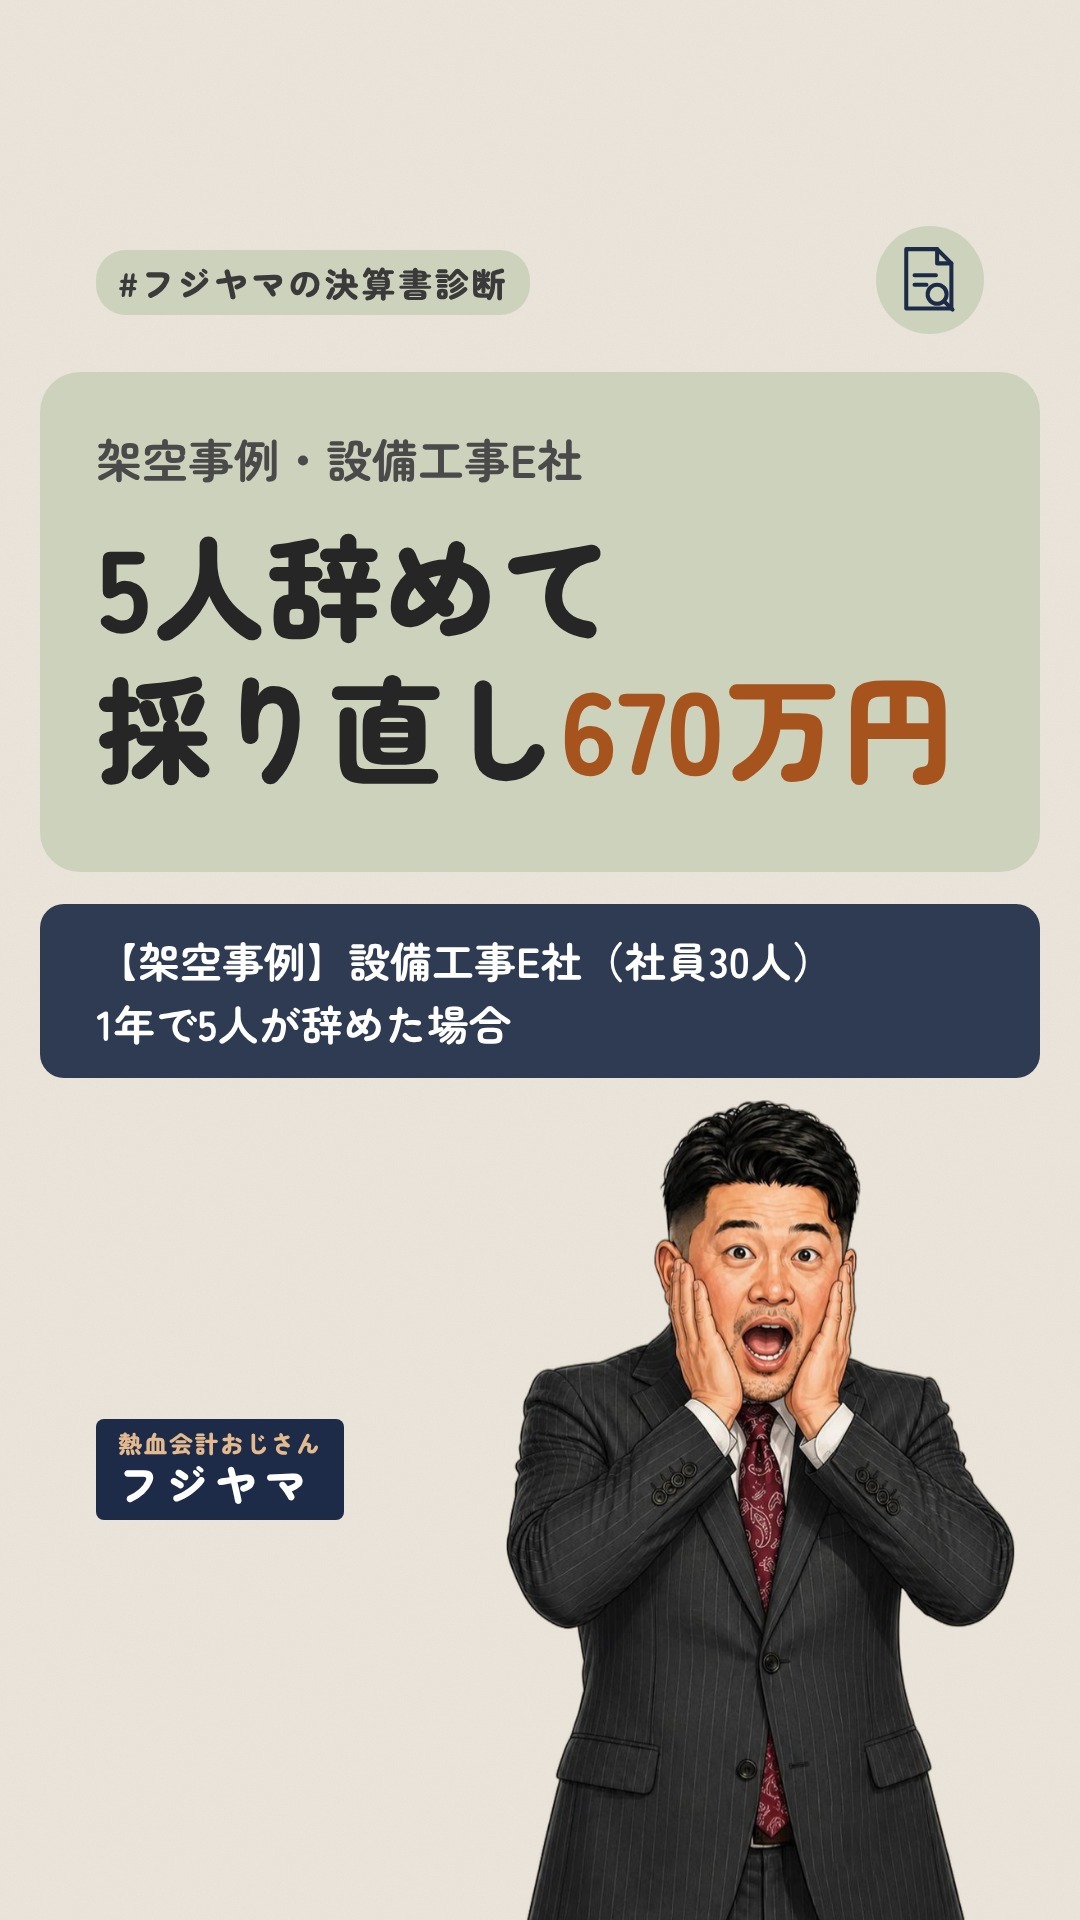 #フジヤマの決算書診断
架空事例・設備工事E社
5人辞めて
採り直し670万円
【架空事例】設備工事E社（社員30人）
1年で5人が辞めた場合
熱血会計おじさん
フジヤマ